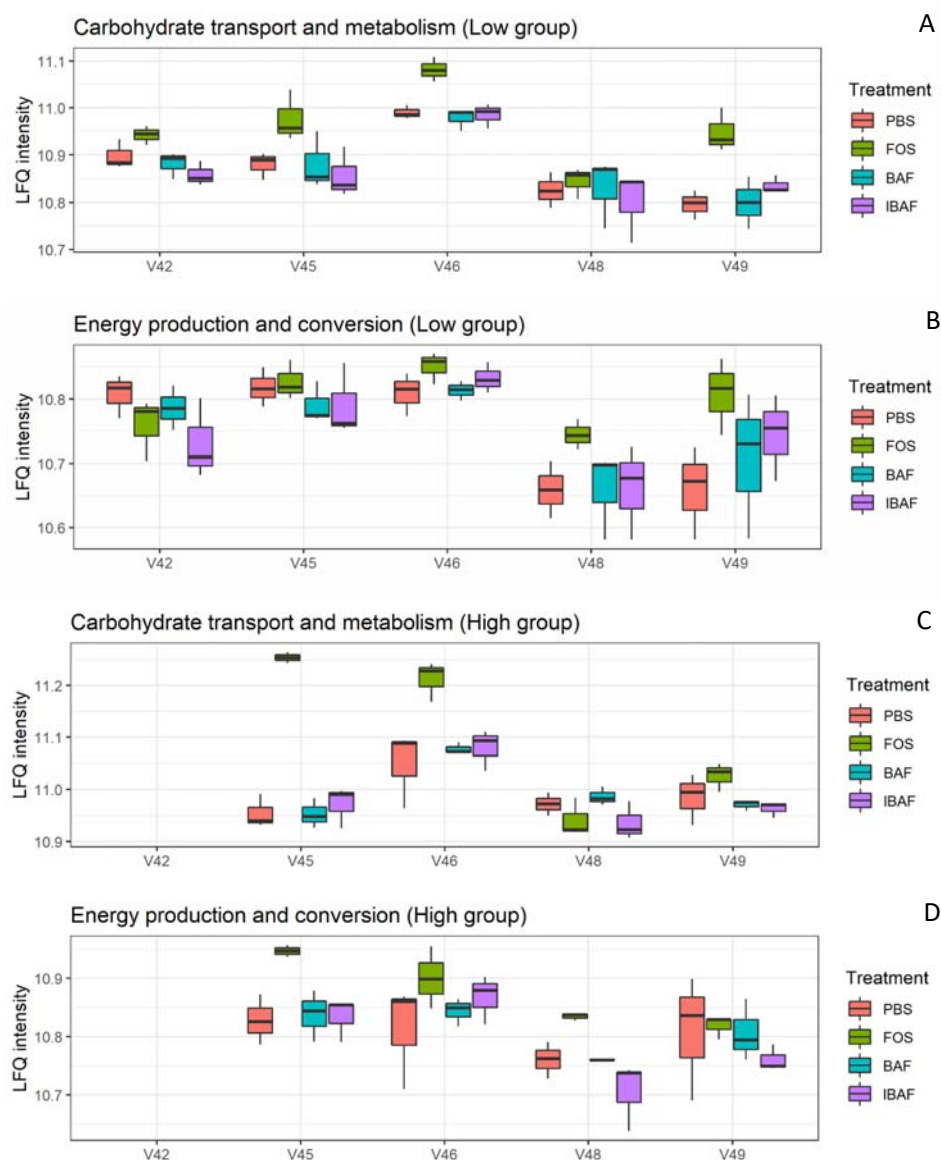 Carbohydrate transport and metabolism (Low group)
A
LFQ intensity
11.1
11.0
10.9
10.8
10.7
V42 V45 V46 V48 V49
Treatment
PBS
FOS
BAF
IBAF
Energy production and conversion (Low group)
B
LFQ intensity
10.8
10.7
10.6
V42 V45 V46 V48 V49
Treatment
PBS
FOS
BAF
IBAF
Carbohydrate transport and metabolism (High group)
C
LFQ intensity
11.2
11.1
11.0
10.9
V42 V45 V46 V48 V49
Treatment
PBS
FOS
BAF
IBAF
Energy production and conversion (High group)
D
LFQ intensity
10.9
10.8
10.7
V42 V45 V46 V48 V49
Treatment
PBS
FOS
BAF
IBAF